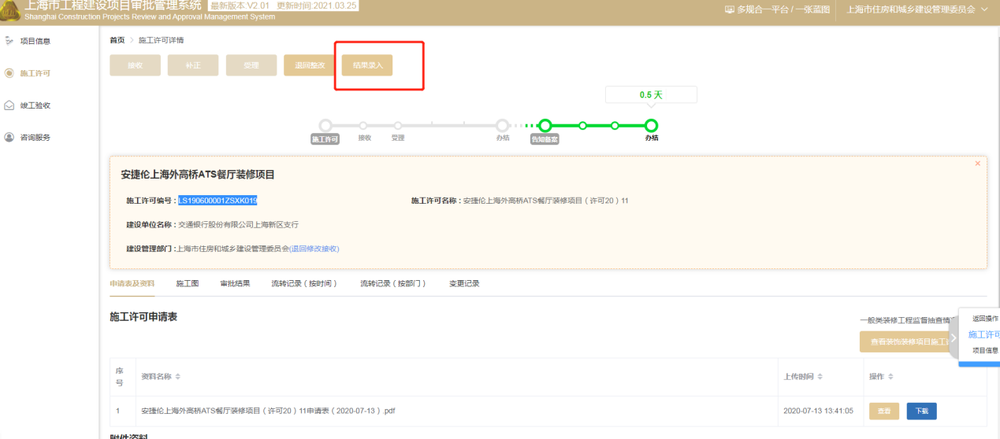 上海市工程建设项目审批管理系统 最新版本:V2.01 更新时间:2021.03.25
Shanghai Construction Projects Review and Approval Management System
多规合一平台 / 一张蓝图 上海市住房和城乡建设管理委员会
项目信息
施工许可
竣工验收
咨询服务
首页 > 施工许可详情
接收 补正 受理 退回整改 结果录入
0.5 天
施工许可 接收 受理 办结 告知备案 办结
安捷伦上海外高桥ATS餐厅装修项目
施工许可编号 : LS190600001ZSXK019 施工许可名称 : 安捷伦上海外高桥ATS餐厅装修项目（许可20）11
建设单位名称 : 交通银行股份有限公司上海新区支行
建设管理部门 :上海市住房和城乡建设管理委员会(退回修改接收)
申请表及资料 施工图 审批结果 流转记录（按时间） 流转记录（按部门） 变更记录
施工许可申请表
一般类装修工程监督抽查情
查看装饰装修项目施工
返回操作
施工许可
项目信息
序号 资料名称 上传时间 操作
1 安捷伦上海外高桥ATS餐厅装修项目（许可20）11申请表（2020-07-13）.pdf 2020-07-13 13:41:05 查看 下载
附件资料